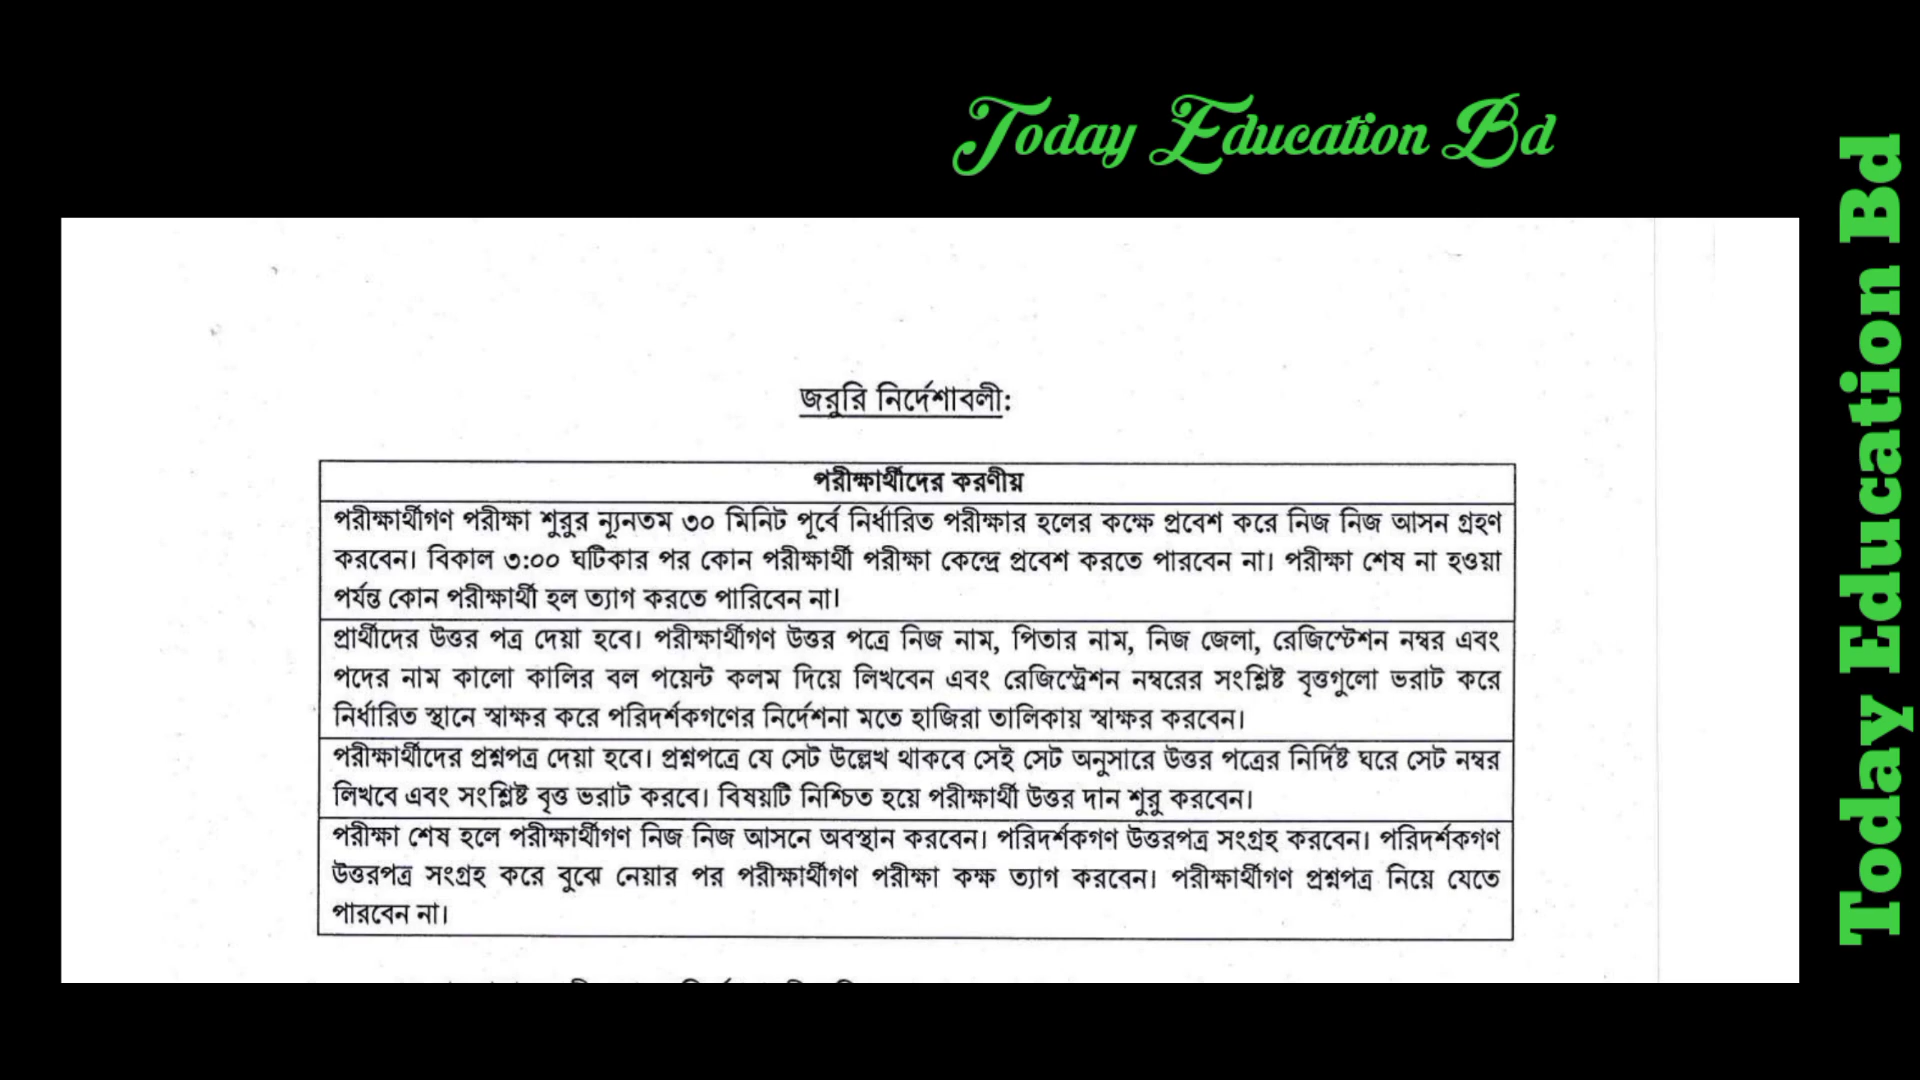 Today Education Bd
জরুরি নির্দেশাবলী:
পরীক্ষার্থীদের করণীয়
পরীক্ষার্থীগণ পরীক্ষা শুরুর ন্যূনতম ৩০ মিনিট পূর্বে নির্ধারিত পরীক্ষার হলের কক্ষে প্রবেশ করে নিজ নিজ আসন গ্রহণ
করবেন। বিকাল ৩:০০ ঘটিকার পর কোন পরীক্ষার্থী পরীক্ষা কেন্দ্রে প্রবেশ করতে পারবেন না। পরীক্ষা শেষ না হওয়া
পর্যন্ত কোন পরীক্ষার্থী হল ত্যাগ করতে পারিবেন না।
প্রার্থীদের উত্তর পত্র দেয়া হবে। পরীক্ষার্থীগণ উত্তর পত্রে নিজ নাম, পিতার নাম, নিজ জেলা, রেজিস্টেশন নম্বর এবং
পদের নাম কালো কালির বল পয়েন্ট কলম দিয়ে লিখবেন এবং রেজিস্ট্রেশন নম্বরের সংশ্লিষ্ট বৃত্তগুলো ভরাট করে
নির্ধারিত স্থানে স্বাক্ষর করে পরিদর্শকগণের নির্দেশনা মতে হাজিরা তালিকায় স্বাক্ষর করবেন।
পরীক্ষার্থীদের প্রশ্নপত্র দেয়া হবে। প্রশ্নপত্রে যে সেট উল্লেখ থাকবে সেই সেট অনুসারে উত্তর পত্রের নির্দিষ্ট ঘরে সেট নম্বর
লিখবে এবং সংশ্লিষ্ট বৃত্ত ভরাট করবে। বিষয়টি নিশ্চিত হয়ে পরীক্ষার্থী উত্তর দান শুরু করবেন।
পরীক্ষা শেষ হলে পরীক্ষার্থীগণ নিজ নিজ আসনে অবস্থান করবেন। পরিদর্শকগণ উত্তরপত্র সংগ্রহ করবেন। পরিদর্শকগণ
উত্তরপত্র সংগ্রহ করে বুঝে নেয়ার পর পরীক্ষার্থীগণ পরীক্ষা কক্ষ ত্যাগ করবেন। পরীক্ষার্থীগণ প্রশ্নপত্র নিয়ে যেতে
পারবেন না।
Today Education Bd